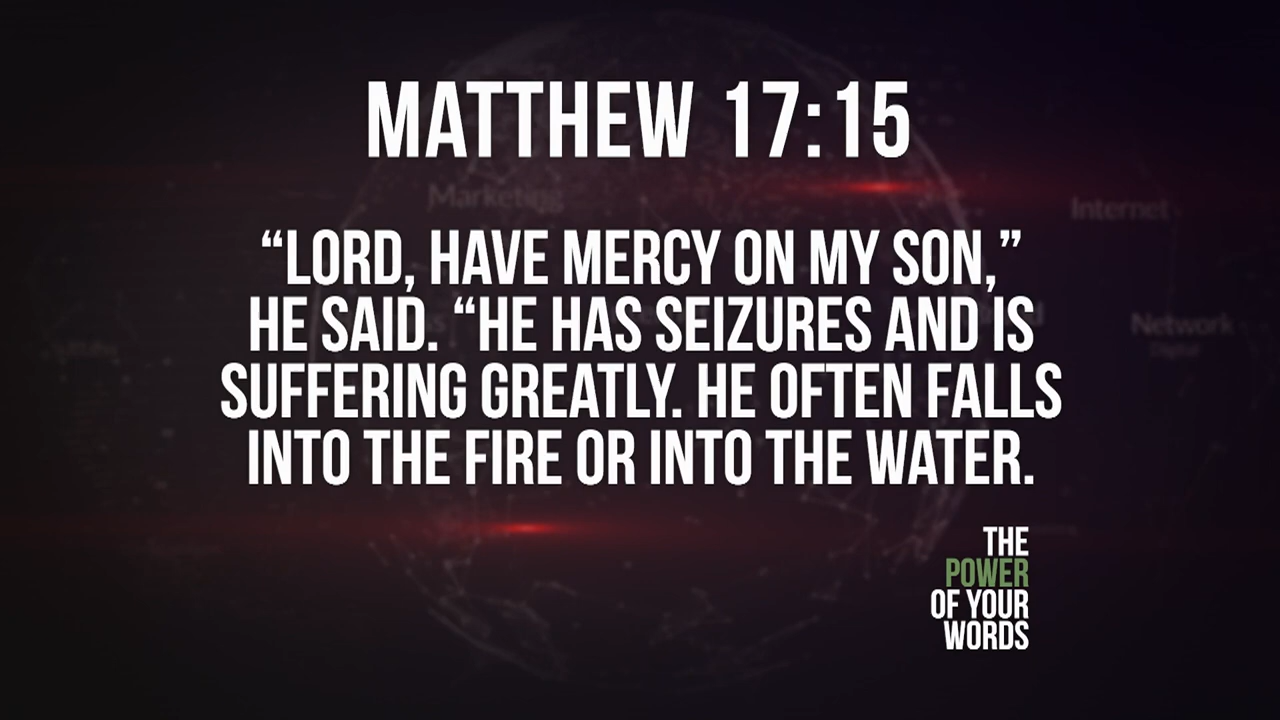 MATTHEW 17:15
Marketing
Internet
“LORD, HAVE MERCY ON MY SON,”
HE SAID. “HE HAS SEIZURES AND IS
Network
Digital
SUFFERING GREATLY. HE OFTEN FALLS
INTO THE FIRE OR INTO THE WATER.
THE
POWER
OF YOUR
WORDS